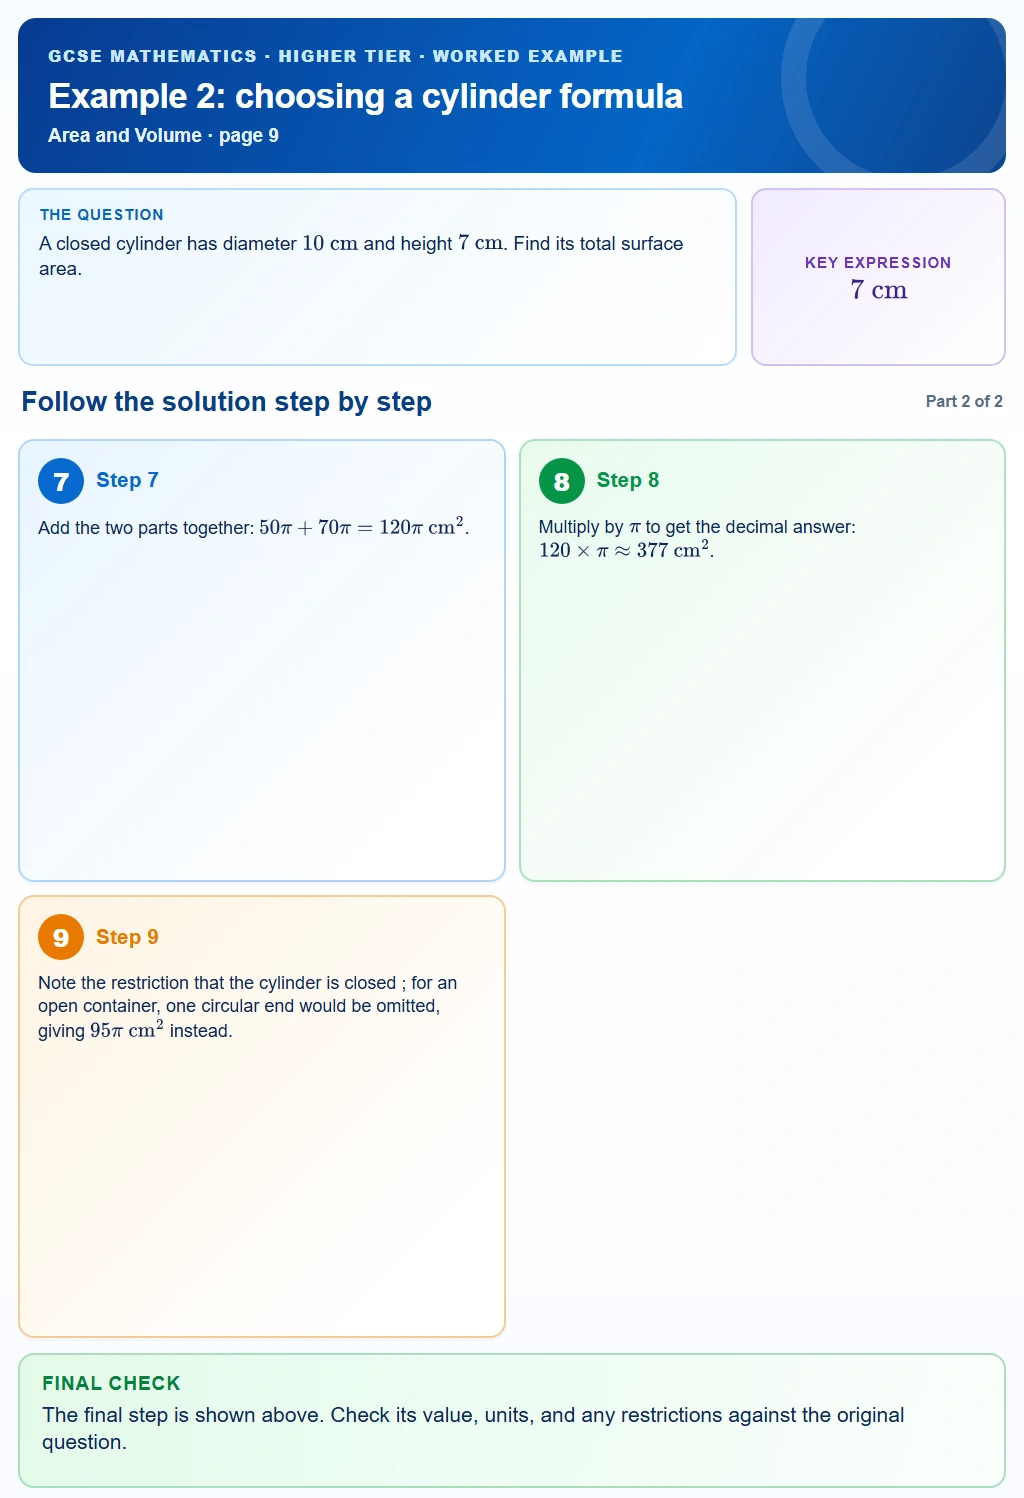 GCSE MATHEMATICS · HIGHER TIER · WORKED EXAMPLE
Example 2: choosing a cylinder formula
Area and Volume · page 9
THE QUESTION
A closed cylinder has diameter 10 cm and height 7 cm. Find its total surface
area.
KEY EXPRESSION
7 cm
Follow the solution step by step
Part 2 of 2
7 Step 7
Add the two parts together: 50π + 70π = 120π cm².
8 Step 8
Multiply by π to get the decimal answer:
120 × π ≈ 377 cm².
9 Step 9
Note the restriction that the cylinder is closed ; for an
open container, one circular end would be omitted,
giving 95π cm² instead.
FINAL CHECK
The final step is shown above. Check its value, units, and any restrictions against the original
question.